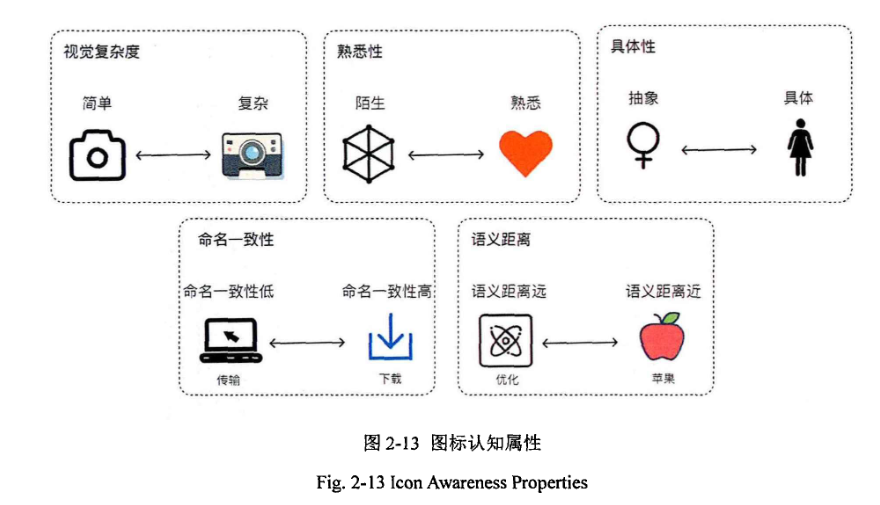 视觉复杂度
简单 复杂
熟悉性
陌生 熟悉
具体性
抽象 具体
命名一致性
命名一致性低 命名一致性高
传输 下载
语义距离
语义距离远 语义距离近
优化 苹果
图 2-13 图标认知属性
Fig. 2-13 Icon Awareness Properties